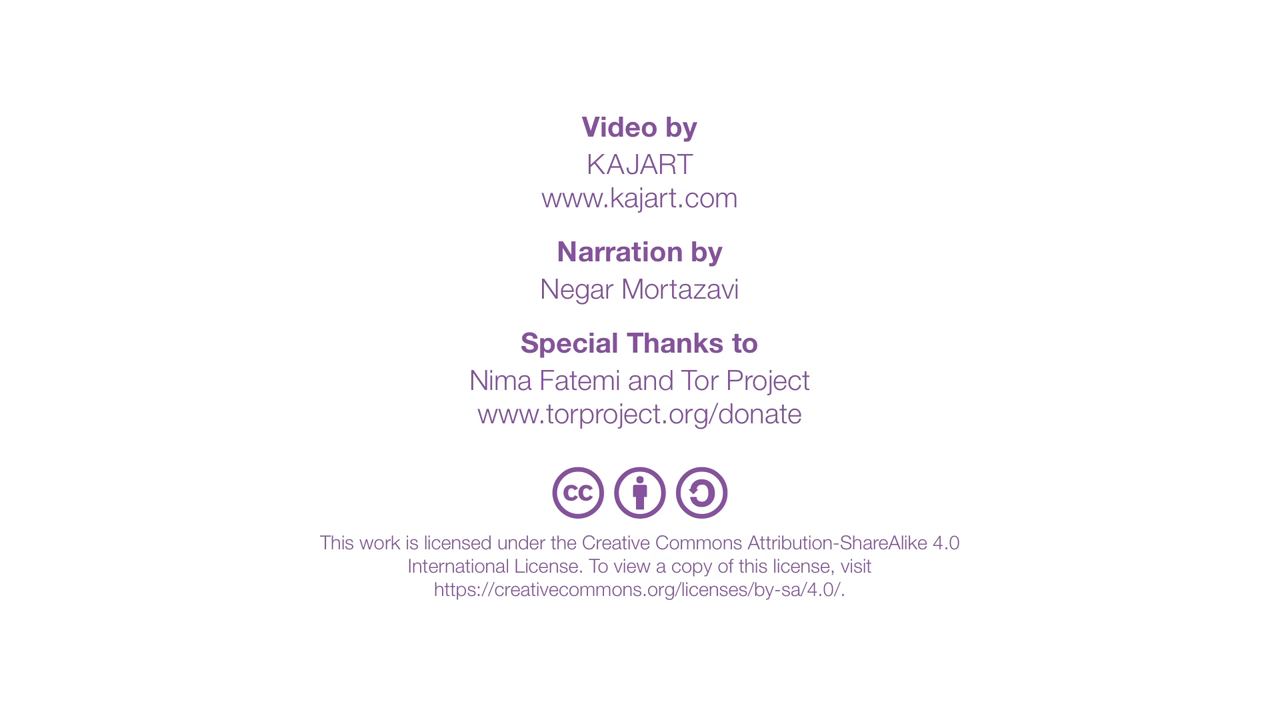 Video by
KAJART
www.kajart.com
Narration by
Negar Mortazavi
Special Thanks to
Nima Fatemi and Tor Project
www.torproject.org/donate
cc
This work is licensed under the Creative Commons Attribution-ShareAlike 4.0
International License. To view a copy of this license, visit
https://creativecommons.org/licenses/by-sa/4.0/.